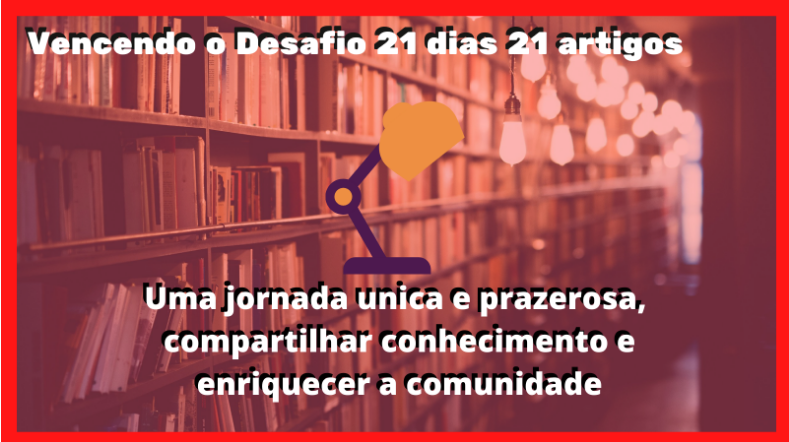 Vencendo o Desafio 21 dias 21 artigos
Uma jornada unica e prazerosa,
compartilhar conhecimento e
enriquecer a comunidade